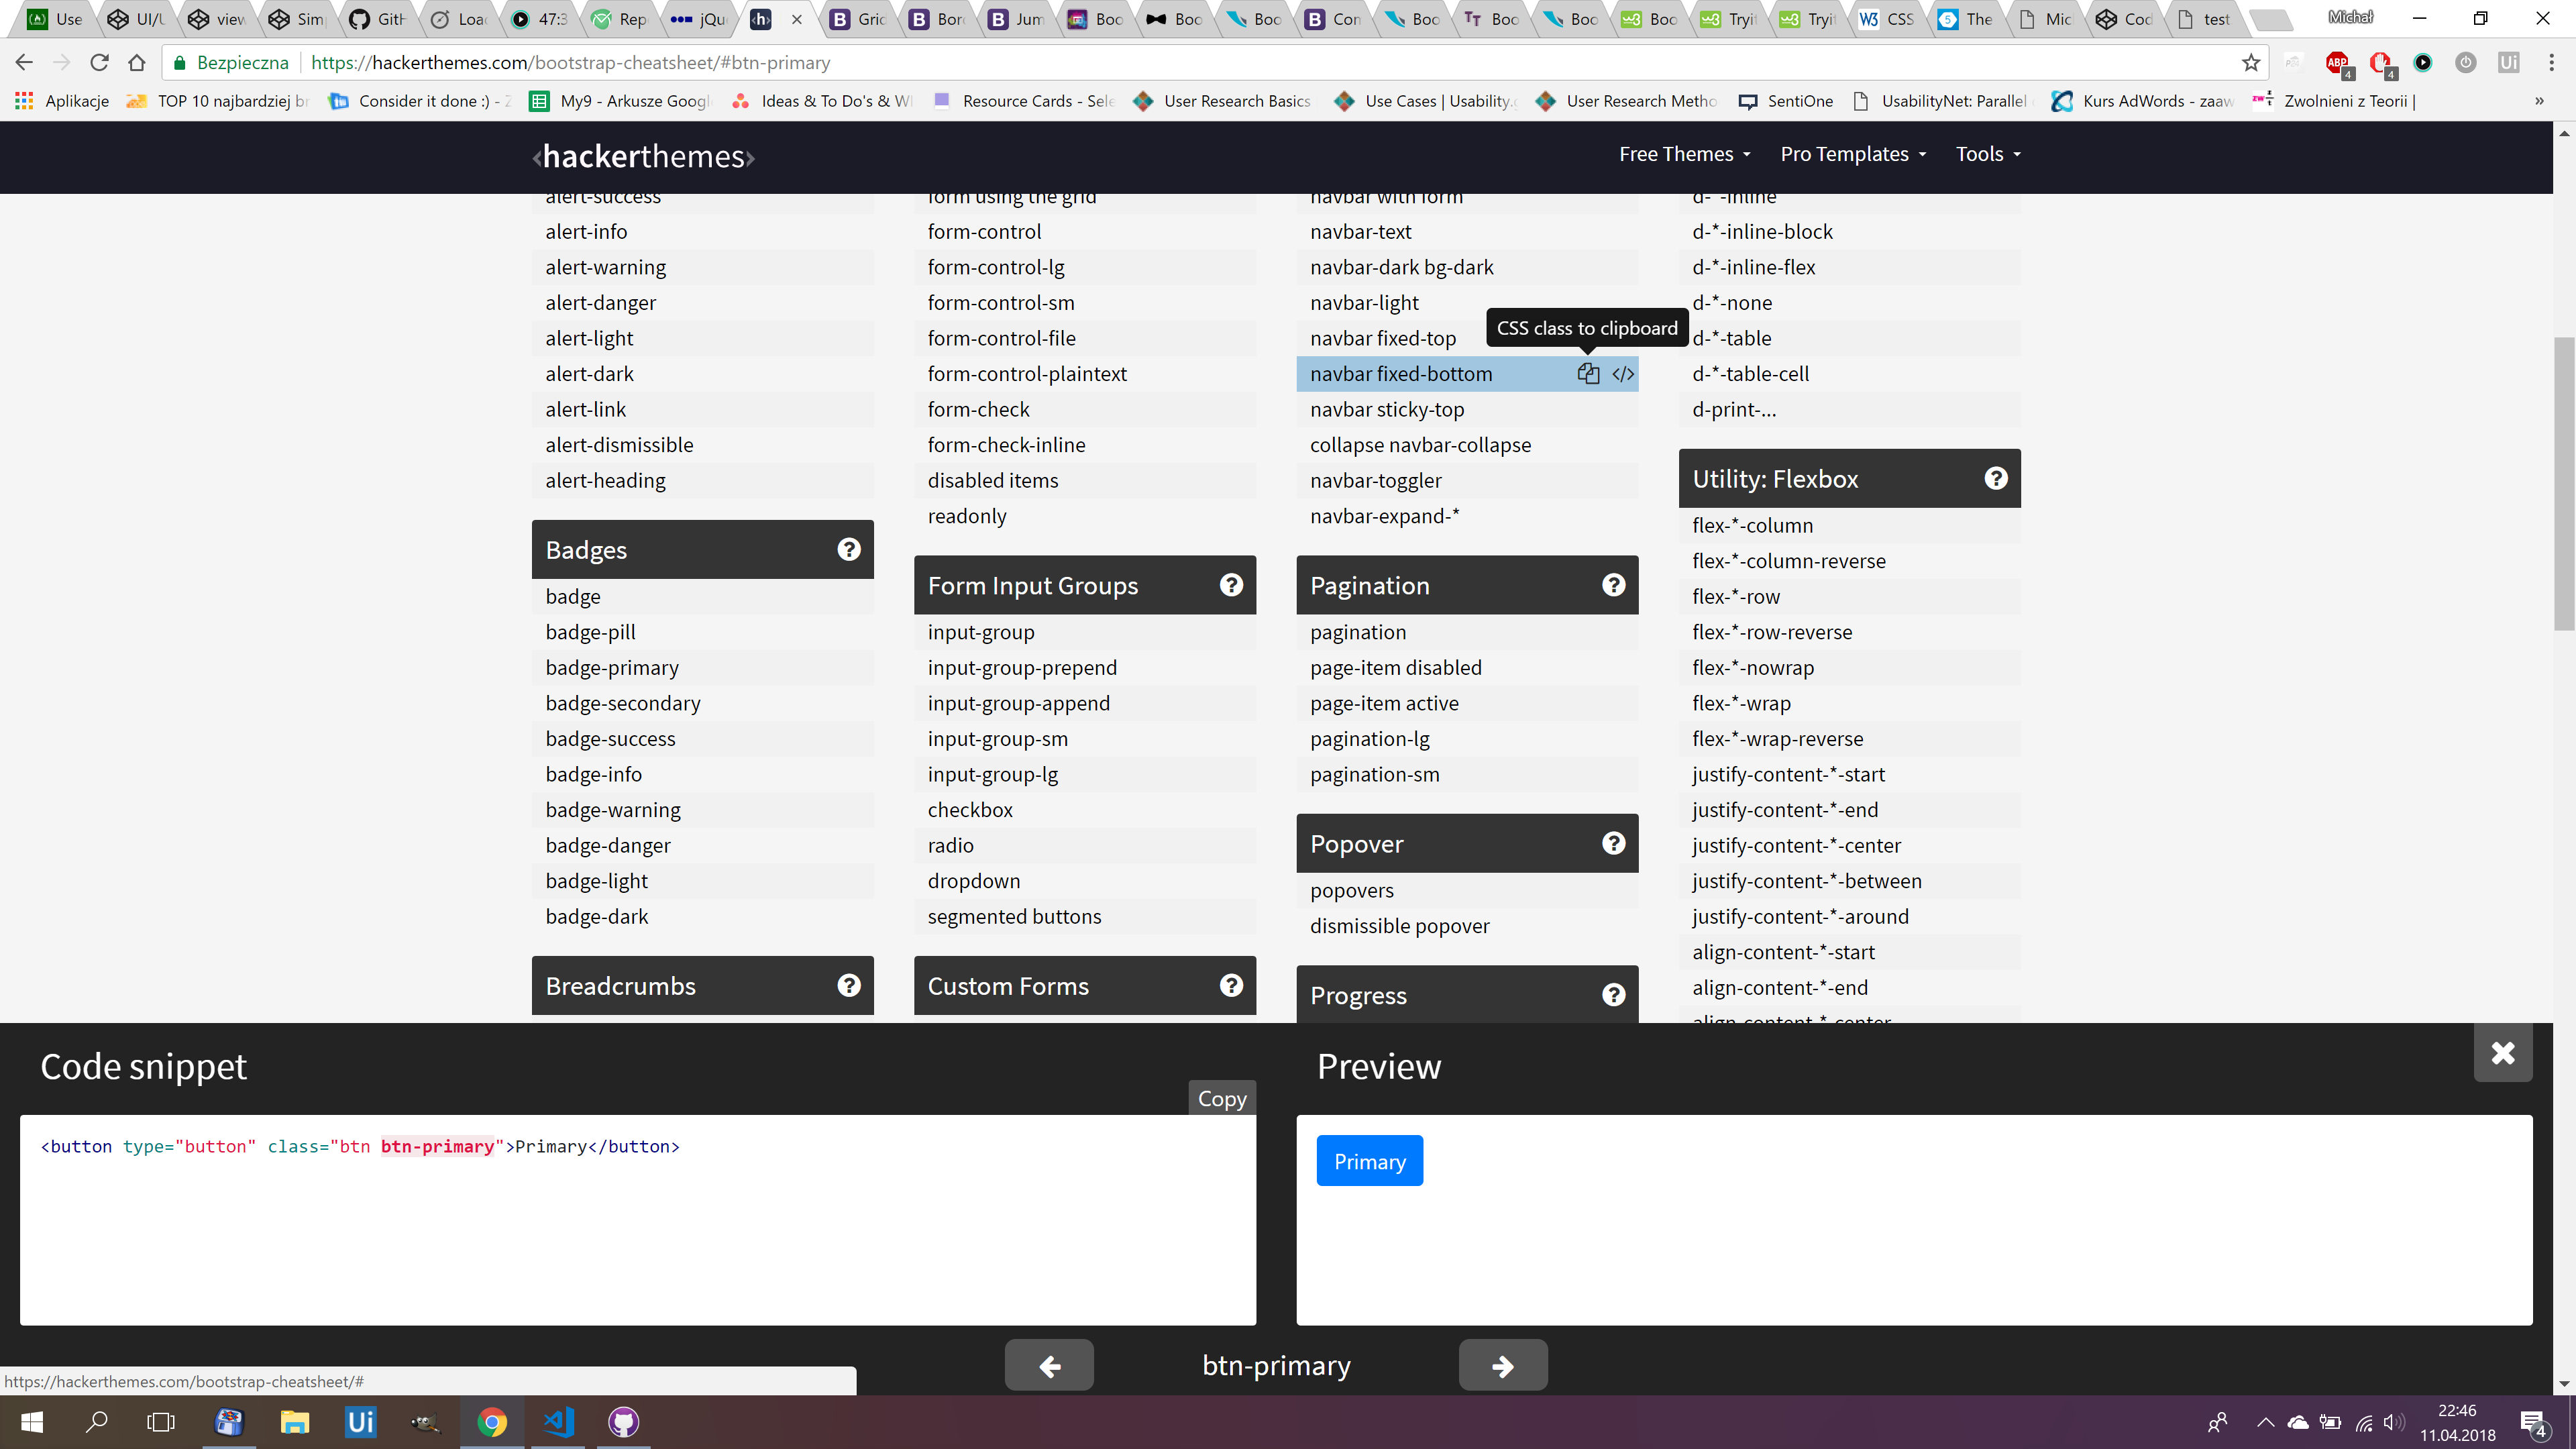 Use
UI/U
view
Sim
GitH
Loa
47:3
Rep
jQu
Grid
Bor
Jum
Boo
Boo
Boo
Con
Boo
Boo
Boo
Boo
Tryit
Tryit
CSS
The
Mic
Cod
test
Michał
Bezpieczna
https://hackerthemes.com/bootstrap-cheatsheet/#btn-primary
ABP 4
4
Ui
Aplikacje
TOP 10 najbardziej br
Consider it done :) - Z
My9 - Arkusze Googl
Ideas & To Do's & W
Resource Cards - Sele
User Research Basics
Use Cases | Usability.g
User Research Metho
SentiOne
UsabilityNet: Parallel
Kurs AdWords - zaaw
Zwolnieni z Teorii |
»
‹hackerthemes›
Free Themes
Pro Templates
Tools
alert-success
alert-info
alert-warning
alert-danger
alert-light
alert-dark
alert-link
alert-dismissible
alert-heading
Badges
badge
badge-pill
badge-primary
badge-secondary
badge-success
badge-info
badge-warning
badge-danger
badge-light
badge-dark
Breadcrumbs
form using the grid
form-control
form-control-lg
form-control-sm
form-control-file
form-control-plaintext
form-check
form-check-inline
disabled items
readonly
Form Input Groups
input-group
input-group-prepend
input-group-append
input-group-sm
input-group-lg
checkbox
radio
dropdown
segmented buttons
Custom Forms
navbar with form
navbar-text
navbar-dark bg-dark
navbar-light
CSS class to clipboard
navbar fixed-top
navbar fixed-bottom
navbar sticky-top
collapse navbar-collapse
navbar-toggler
navbar-expand-*
Pagination
pagination
page-item disabled
page-item active
pagination-lg
pagination-sm
Popover
popovers
dismissible popover
Progress
d-*-inline
d-*-inline-block
d-*-inline-flex
d-*-none
d-*-table
d-*-table-cell
d-print-...
Utility: Flexbox
flex-*-column
flex-*-column-reverse
flex-*-row
flex-*-row-reverse
flex-*-nowrap
flex-*-wrap
flex-*-wrap-reverse
justify-content-*-start
justify-content-*-end
justify-content-*-center
justify-content-*-between
justify-content-*-around
align-content-*-start
align-content-*-end
align-content-*-center
Code snippet
Copy
<button type="button" class="btn btn-primary">Primary</button>
Preview
Primary
btn-primary
https://hackerthemes.com/bootstrap-cheatsheet/#
Ui
22:46
11.04.2018
4